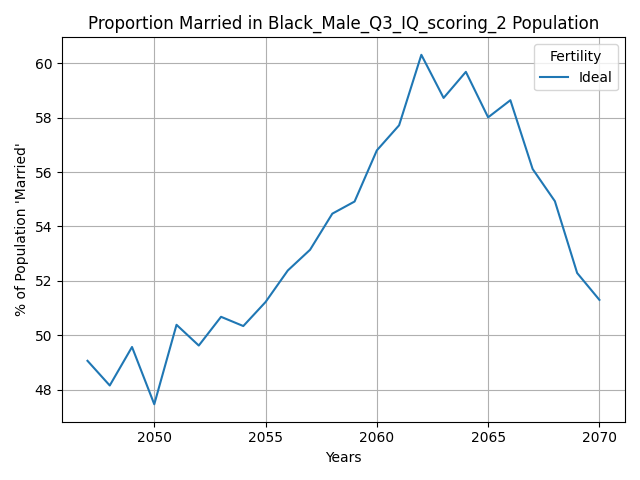 Proportion Married in Black_Male_Q3_IQ_scoring_2 Population
Fertility
Ideal
% of Population 'Married'
60
58
56
54
52
50
48
2050
2055
2060
2065
2070
Years